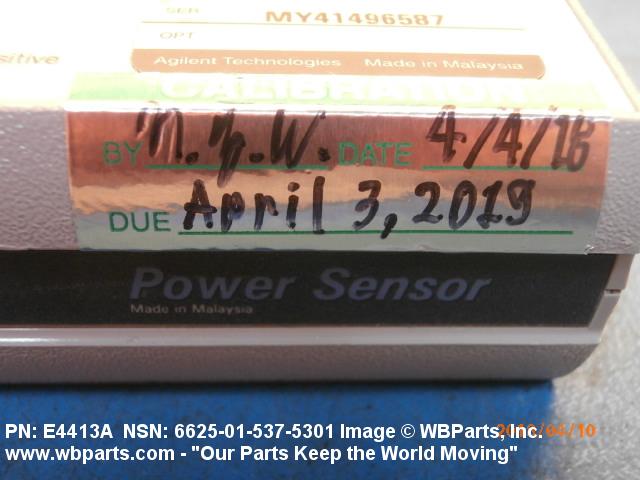 SER MY41496587
OPT
sitive
Agilent Technologies Made in Malaysia
CALIBRATION
BY DATE 4/4/18
DUE April 3, 2019
Power Sensor
Made in Malaysia
PN: E4413A NSN: 6625-01-537-5301 Image © WBParts, Inc.
www.wbparts.com - "Our Parts Keep the World Moving"